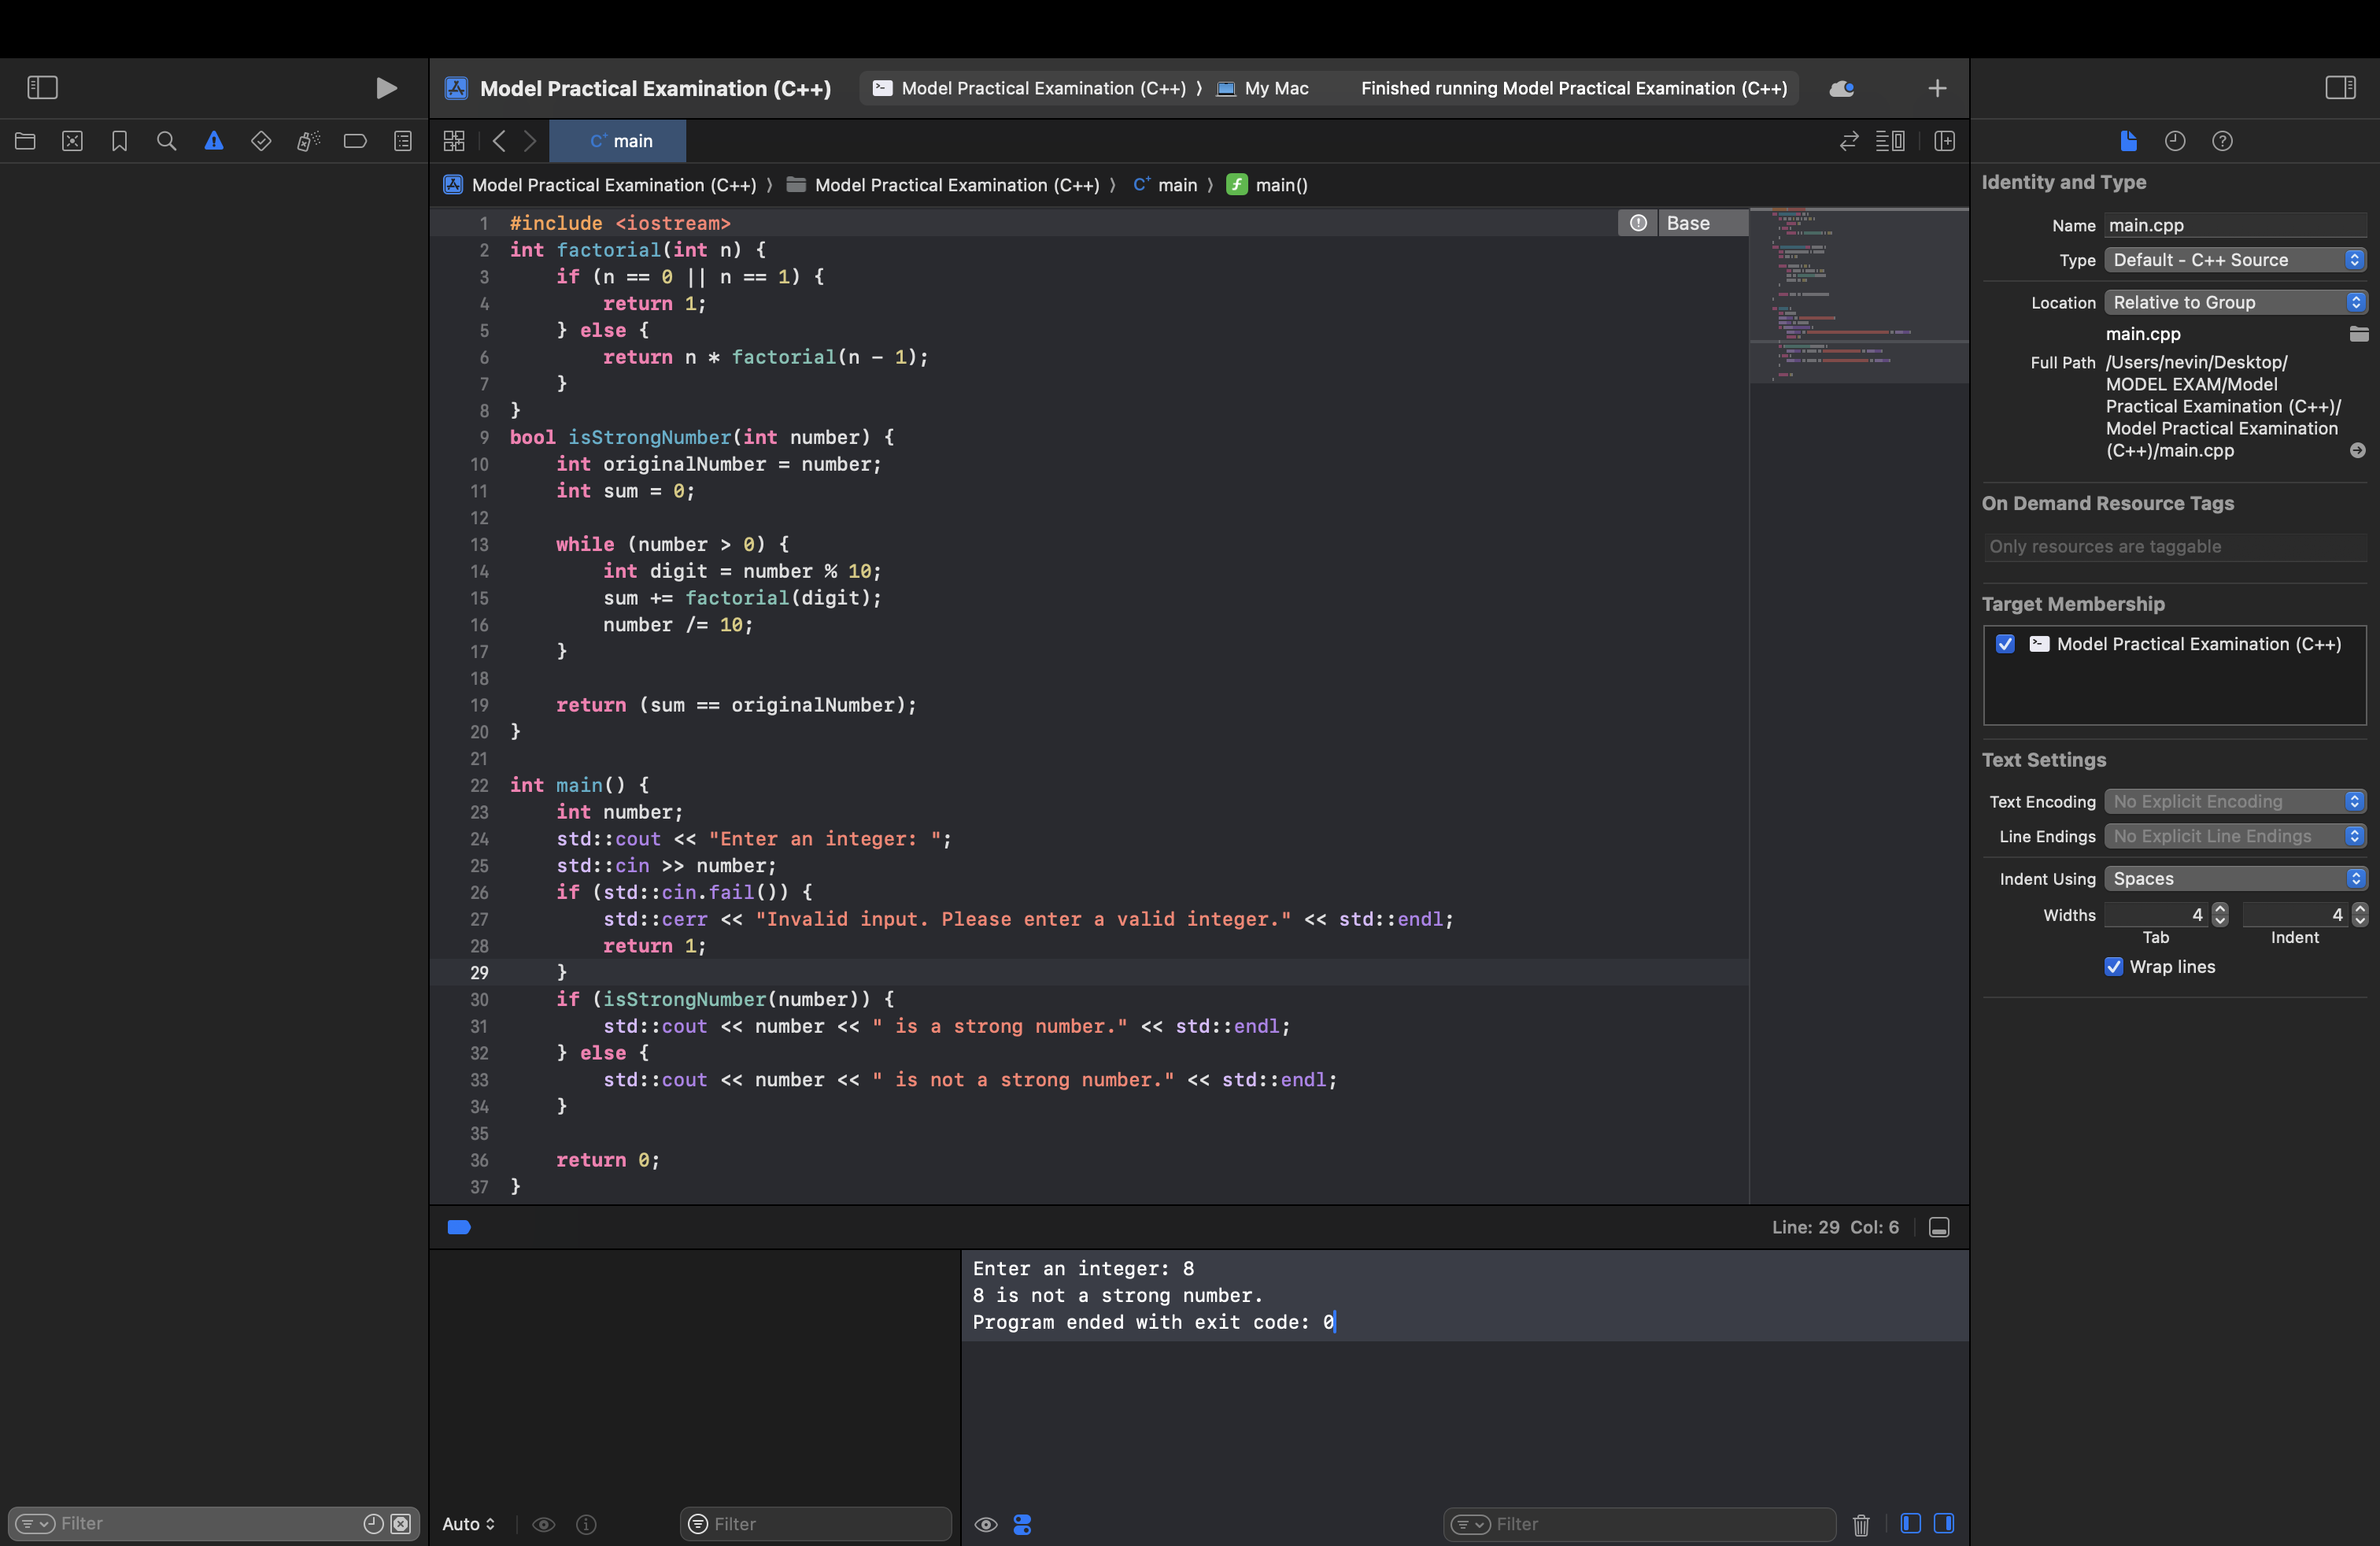 Model Practical Examination (C++)
Model Practical Examination (C++) ⟩ My Mac
Finished running Model Practical Examination (C++)
C+ main
Model Practical Examination (C++) ⟩ Model Practical Examination (C++) ⟩ C+ main ⟩ f main()
1 #include <iostream>
Base
2 int factorial(int n) {
3     if (n == 0 || n == 1) {
4         return 1;
5     } else {
6         return n * factorial(n - 1);
7     }
8 }
9 bool isStrongNumber(int number) {
10     int originalNumber = number;
11     int sum = 0;
12
13     while (number > 0) {
14         int digit = number % 10;
15         sum += factorial(digit);
16         number /= 10;
17     }
18
19     return (sum == originalNumber);
20 }
21
22 int main() {
23     int number;
24     std::cout << "Enter an integer: ";
25     std::cin >> number;
26     if (std::cin.fail()) {
27         std::cerr << "Invalid input. Please enter a valid integer." << std::endl;
28         return 1;
29     }
30     if (isStrongNumber(number)) {
31         std::cout << number << " is a strong number." << std::endl;
32     } else {
33         std::cout << number << " is not a strong number." << std::endl;
34     }
35
36     return 0;
37 }
Line: 29 Col: 6
Enter an integer: 8
8 is not a strong number.
Program ended with exit code: 0
Filter
Auto
Filter
Filter
Identity and Type
Name main.cpp
Type Default - C++ Source
Location Relative to Group
main.cpp
Full Path /Users/nevin/Desktop/
MODEL EXAM/Model
Practical Examination (C++)/
Model Practical Examination
(C++)/main.cpp
On Demand Resource Tags
Only resources are taggable
Target Membership
Model Practical Examination (C++)
Text Settings
Text Encoding No Explicit Encoding
Line Endings No Explicit Line Endings
Indent Using Spaces
Widths 4 4
Tab Indent
Wrap lines